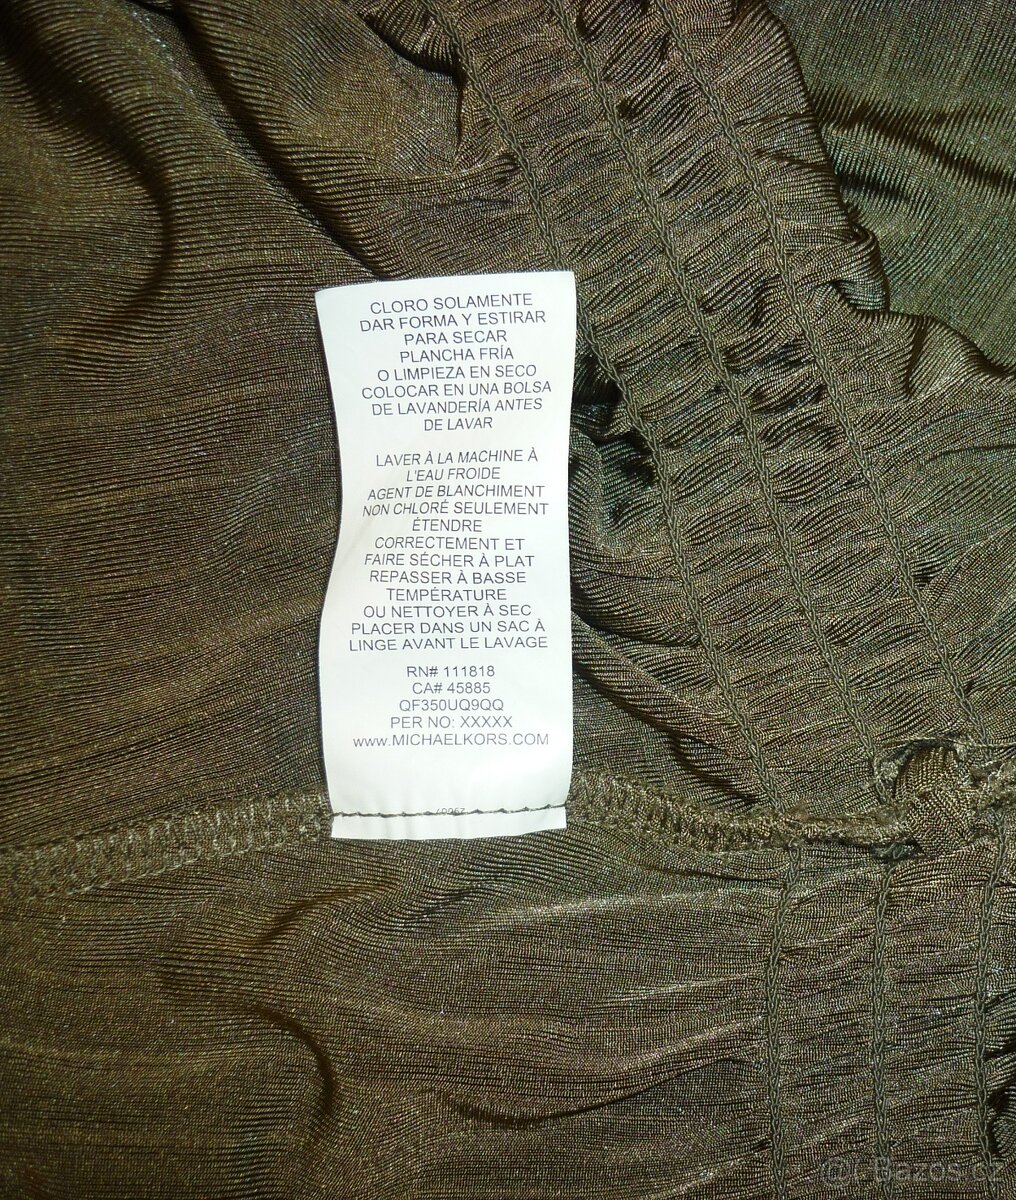 CLORO SOLAMENTE
DAR FORMA Y ESTIRAR
PARA SECAR
PLANCHA FRÍA
O LIMPIEZA EN SECO
COLOCAR EN UNA BOLSA
DE LAVANDERÍA ANTES
DE LAVAR
LAVER À LA MACHINE À
L'EAU FROIDE
AGENT DE BLANCHIMENT
NON CHLORÉ SEULEMENT
ÉTENDRE
CORRECTEMENT ET
FAIRE SÉCHER À PLAT
REPASSER À BASSE
TEMPÉRATURE
OU NETTOYER À SEC
PLACER DANS UN SAC À
LINGE AVANT LE LAVAGE
RN# 111818
CA# 45885
QF350UQ9QQ
PER NO: XXXXX
www.MICHAELKORS.COM
Bazos.cz